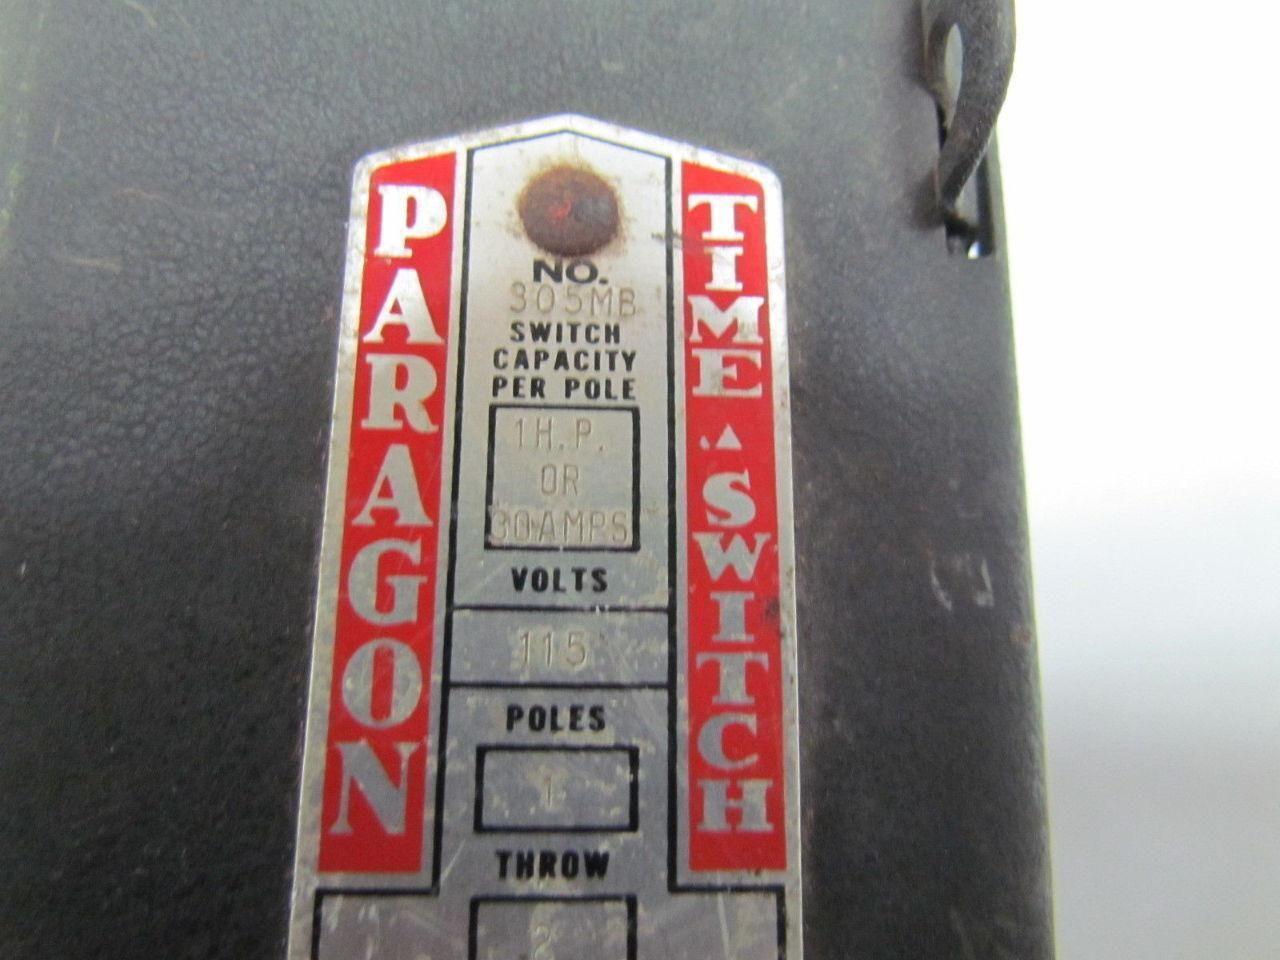 PARAGON
NO.
305MB
SWITCH
CAPACITY
PER POLE
1H.P.
OR
30AMPS
VOLTS
115
POLES
1
THROW
2
TIME SWITCH